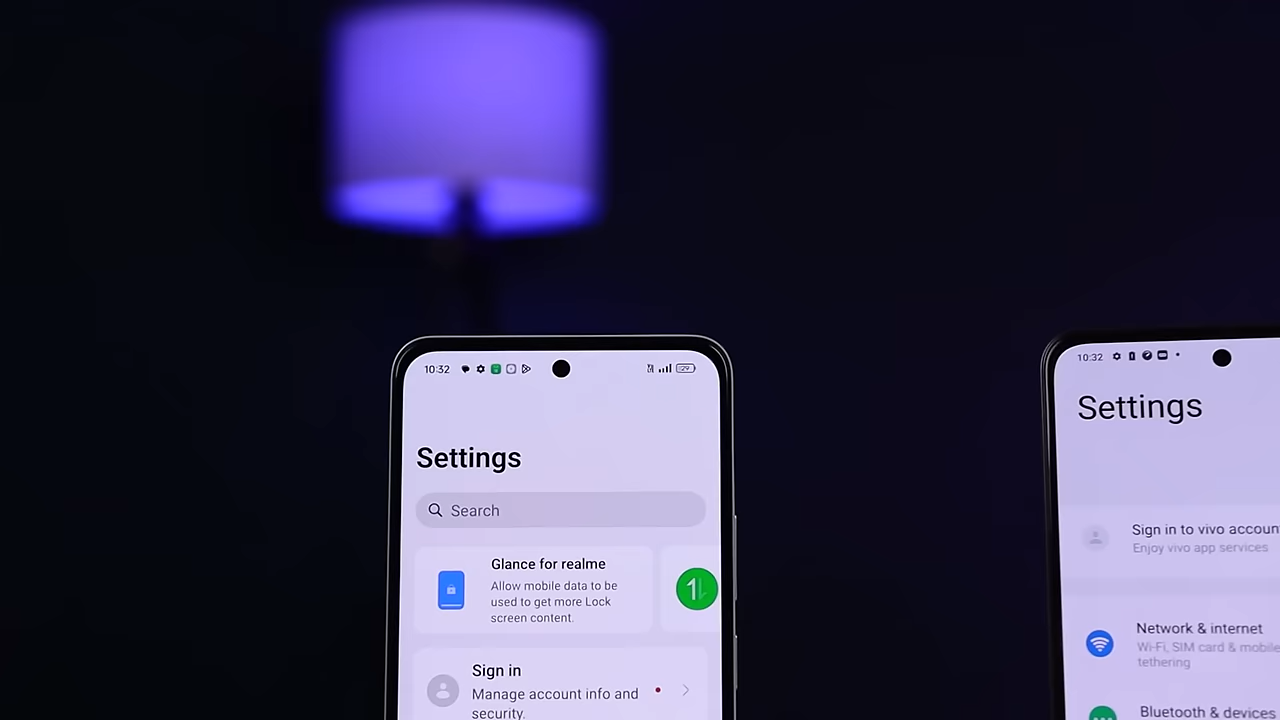 10:32
Settings
Search
Glance for realme
Allow mobile data to be
used to get more Lock
screen content.
Sign in
Manage account info and
security.
10:32
Settings
Sign in to vivo accoun
Enjoy vivo app services
Network & internet
Wi-Fi, SIM card & mobile
tethering
Bluetooth & devices